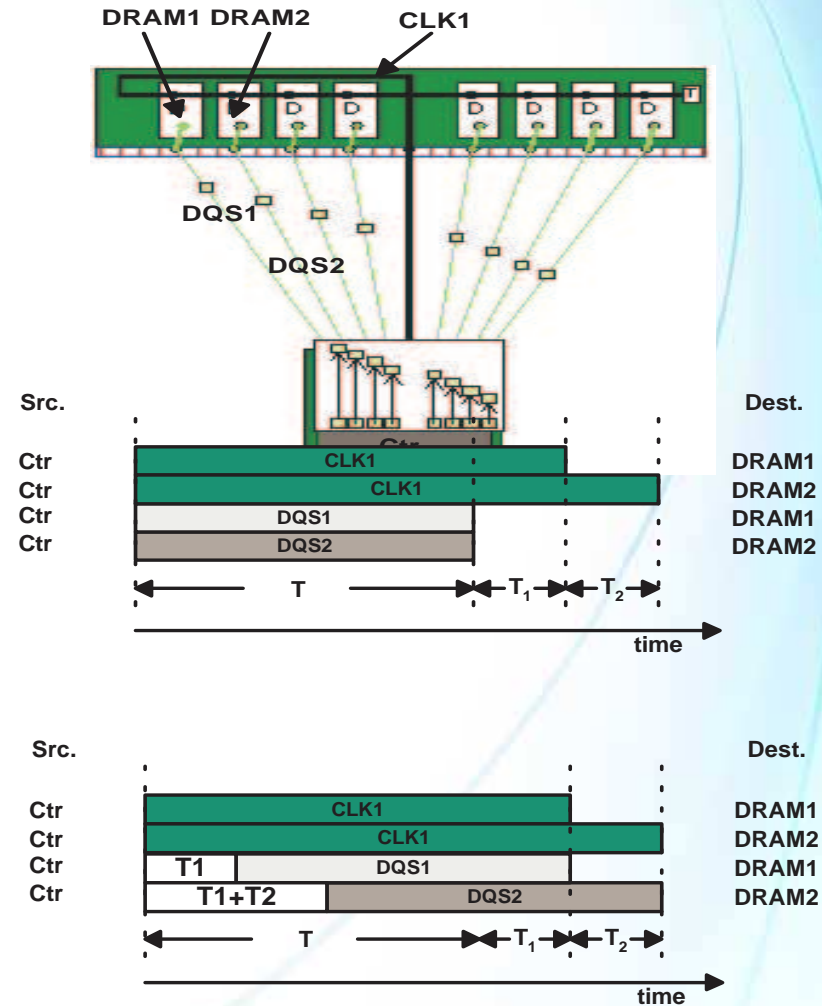 DRAM1 DRAM2 CLK1
D D D D D D T
DQS1
DQS2
Ctr
Src. Dest.
Ctr CLK1 DRAM1
Ctr CLK1 DRAM2
Ctr DQS1 DRAM1
Ctr DQS2 DRAM2
T T1 T2
time
Src. Dest.
Ctr CLK1 DRAM1
Ctr CLK1 DRAM2
Ctr T1 DQS1 DRAM1
Ctr T1+T2 DQS2 DRAM2
T T1 T2
time